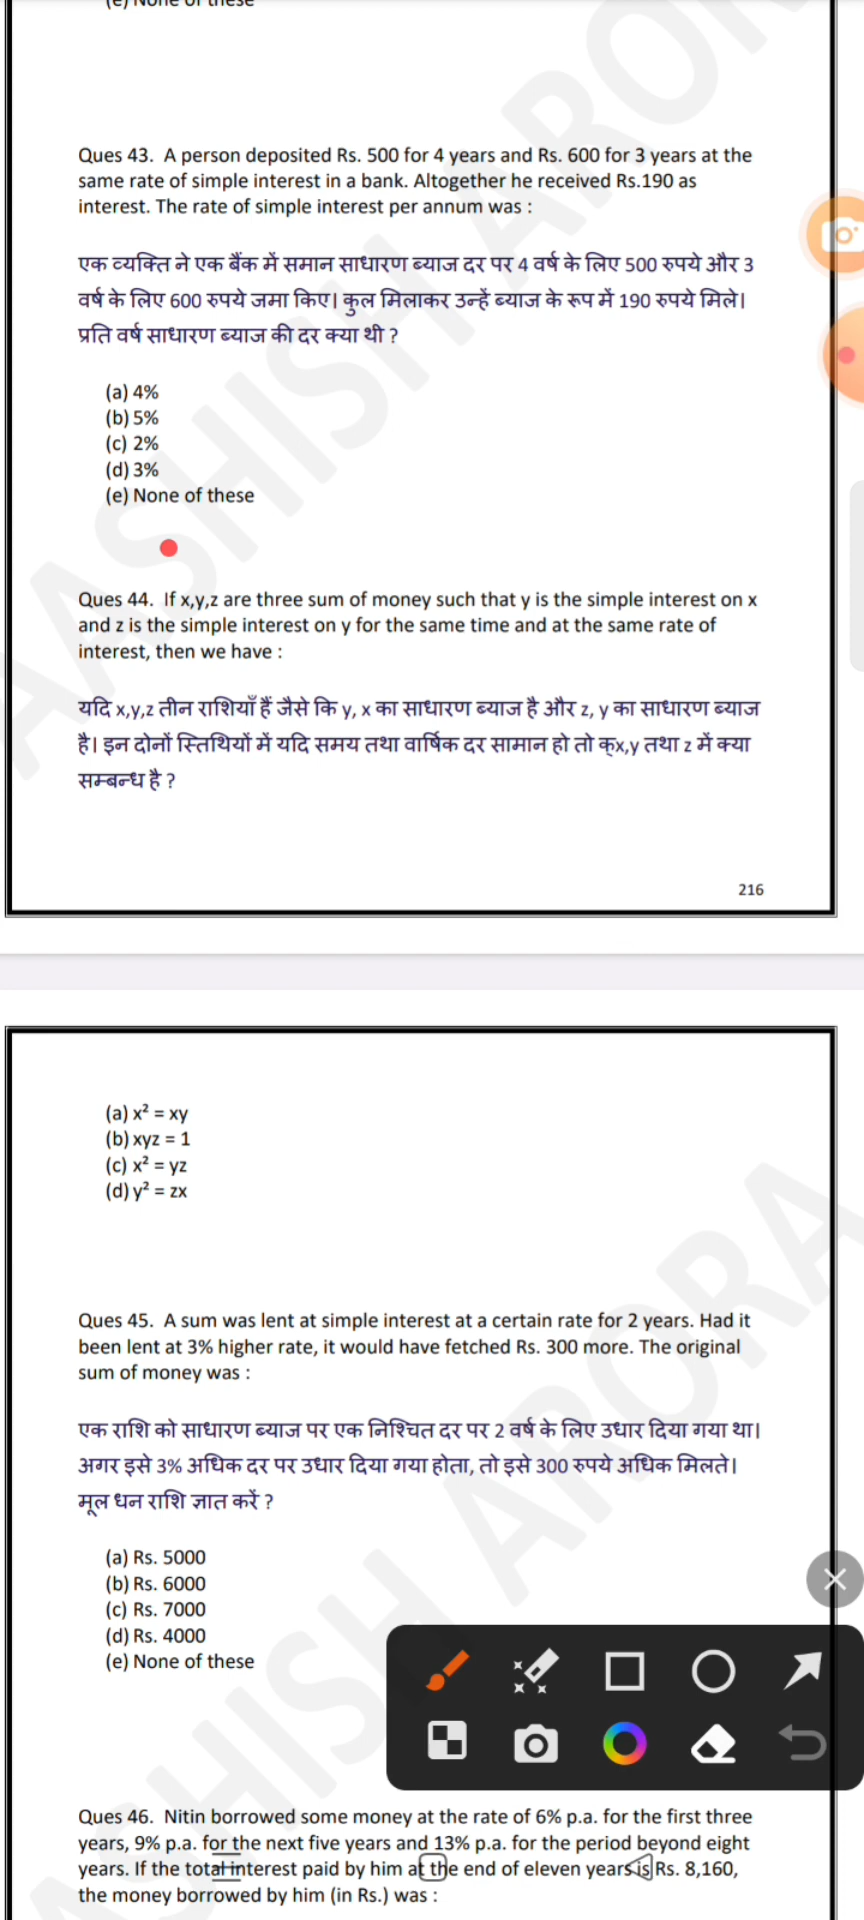 (e) None of these
Ques 43. A person deposited Rs. 500 for 4 years and Rs. 600 for 3 years at the
same rate of simple interest in a bank. Altogether he received Rs.190 as
interest. The rate of simple interest per annum was :
एक व्यक्ति ने एक बैंक में समान साधारण ब्याज दर पर 4 वर्ष के लिए 500 रुपये और 3
वर्ष के लिए 600 रुपये जमा किए। कुल मिलाकर उन्हें ब्याज के रूप में 190 रुपये मिले।
प्रति वर्ष साधारण ब्याज की दर क्या थी ?
(a) 4%
(b) 5%
(c) 2%
(d) 3%
(e) None of these
Ques 44. If x,y,z are three sum of money such that y is the simple interest on x
and z is the simple interest on y for the same time and at the same rate of
interest, then we have :
यदि x,y,z तीन राशियाँ हैं जैसे कि y, x का साधारण ब्याज है और z, y का साधारण ब्याज
है। इन दोनों स्तिथियों में यदि समय तथा वार्षिक दर सामान हो तो क्x,y तथा z में क्या
सम्बन्ध है ?
216
(a) x² = xy
(b) xyz = 1
(c) x² = yz
(d) y² = zx
Ques 45. A sum was lent at simple interest at a certain rate for 2 years. Had it
been lent at 3% higher rate, it would have fetched Rs. 300 more. The original
sum of money was :
एक राशि को साधारण ब्याज पर एक निश्चित दर पर 2 वर्ष के लिए उधार दिया गया था।
अगर इसे 3% अधिक दर पर उधार दिया गया होता, तो इसे 300 रुपये अधिक मिलते।
मूल धन राशि ज्ञात करें ?
(a) Rs. 5000
(b) Rs. 6000
(c) Rs. 7000
(d) Rs. 4000
(e) None of these
Ques 46. Nitin borrowed some money at the rate of 6% p.a. for the first three
years, 9% p.a. for the next five years and 13% p.a. for the period beyond eight
years. If the total interest paid by him at the end of eleven years is Rs. 8,160,
the money borrowed by him (in Rs.) was :
AASHISH ARORA
AASHISH ARORA